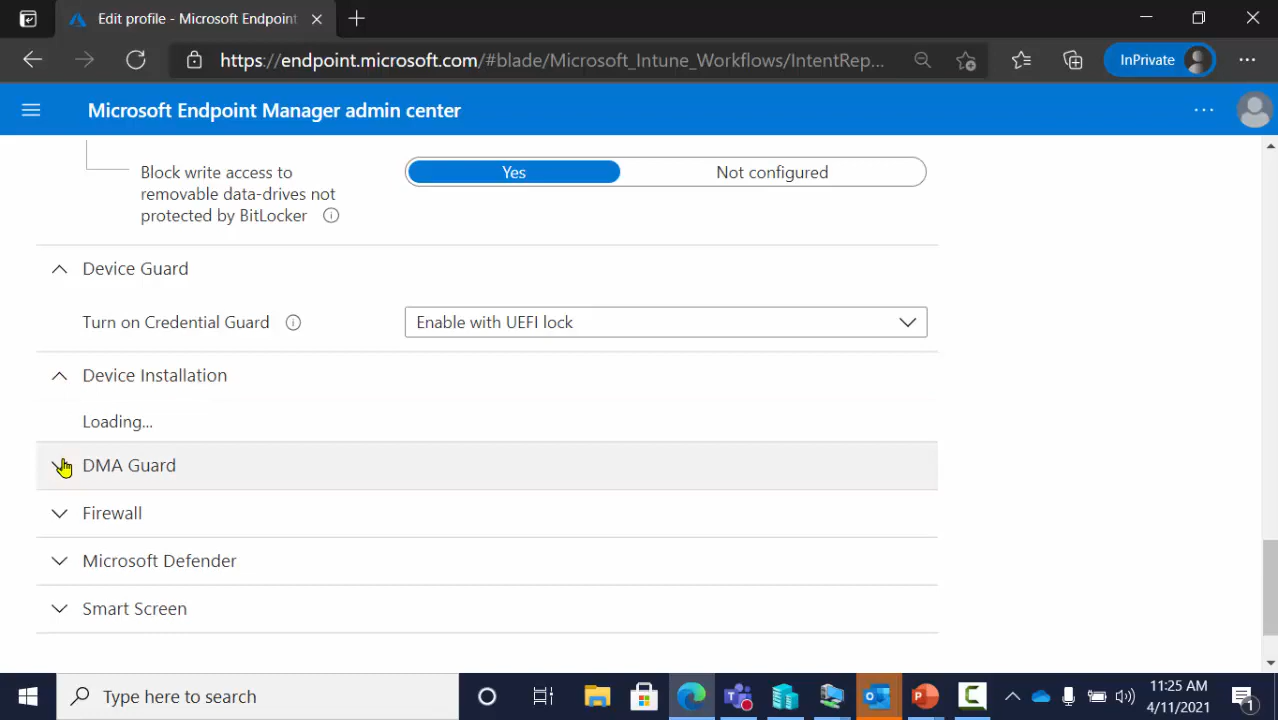 Edit profile - Microsoft Endpoint
https://endpoint.microsoft.com/#blade/Microsoft_Intune_Workflows/IntentRep...
InPrivate
Microsoft Endpoint Manager admin center
Block write access to
removable data-drives not
protected by BitLocker
Yes
Not configured
Device Guard
Turn on Credential Guard
Enable with UEFI lock
Device Installation
Loading...
DMA Guard
Firewall
Microsoft Defender
Smart Screen
Type here to search
11:25 AM
4/11/2021
1